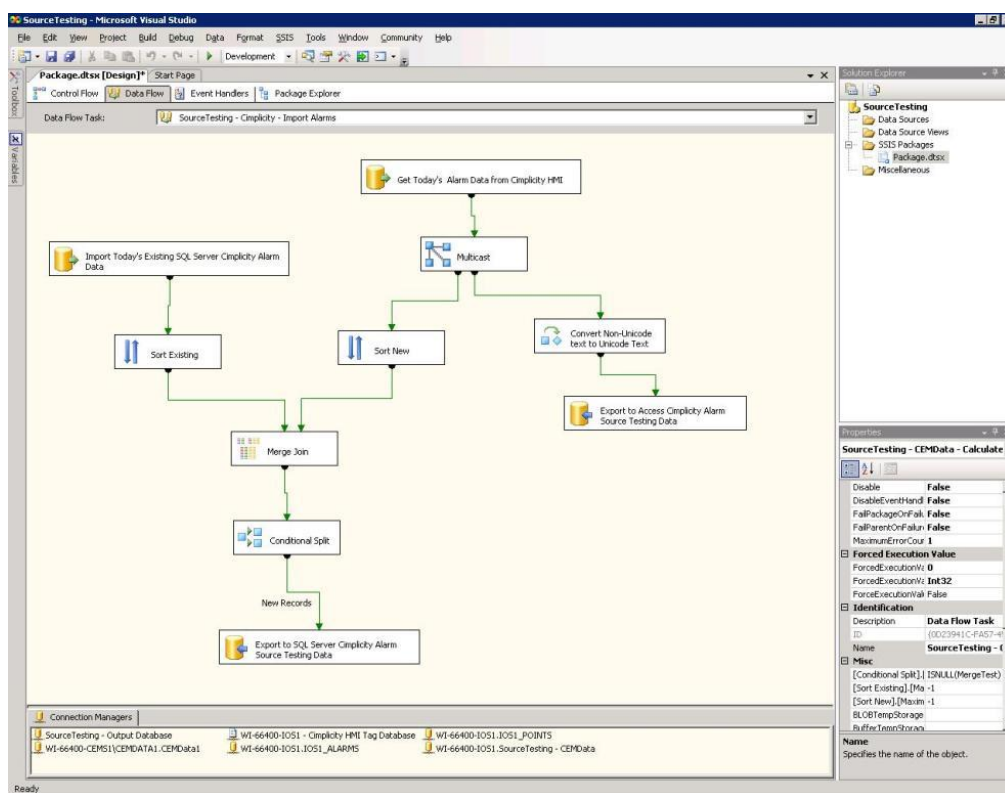 SourceTesting - Microsoft Visual Studio
File Edit View Project Build Debug Data Format SSIS Tools Window Community Help
Development
Package.dtsx [Design]* Start Page
Control Flow Data Flow Event Handlers Package Explorer
Data Flow Task: SourceTesting - Cimplicity - Import Alarms
Toolbox
Variables
Get Today's Alarm Data from Cimplicity HMI
Import Today's Existing SQL Server Cimplicity Alarm
Data
Multicast
Sort Existing
Sort New
Convert Non-Unicode
text to Unicode Text
Export to Access Cimplicity Alarm
Source Testing Data
Merge Join
Conditional Split
New Records
Export to SQL Server Cimplicity Alarm
Source Testing Data
Connection Managers
SourceTesting - Output Database WI-66400-IOS1 - Cimplicity HMI Tag Database WI-66400-IOS1.IOS1_POINTS
WI-66400-CEMS1\CEMDATA1.CEMData1 WI-66400-IOS1.IOS1_ALARMS WI-66400-IOS1.SourceTesting - CEMData
Ready
Solution Explorer
SourceTesting
Data Sources
Data Source Views
SSIS Packages
Package.dtsx
Miscellaneous
Properties
SourceTesting - CEMData - Calculate
Disable False
DisableEventHandl False
FailPackageOnFailu False
FailParentOnFailur False
MaximumErrorCour 1
Forced Execution Value
ForcedExecutionVa 0
ForcedExecutionVa Int32
ForceExecutionVal False
Identification
Description Data Flow Task
ID {0D23941C-FA57-4
Name SourceTesting - C
Misc
[Conditional Split].[ ISNULL(MergeTest)
[Sort Existing].[Ma -1
[Sort New].[Maxim -1
BLOBTempStorage
BufferTempStorag
Name
Specifies the name of the object.